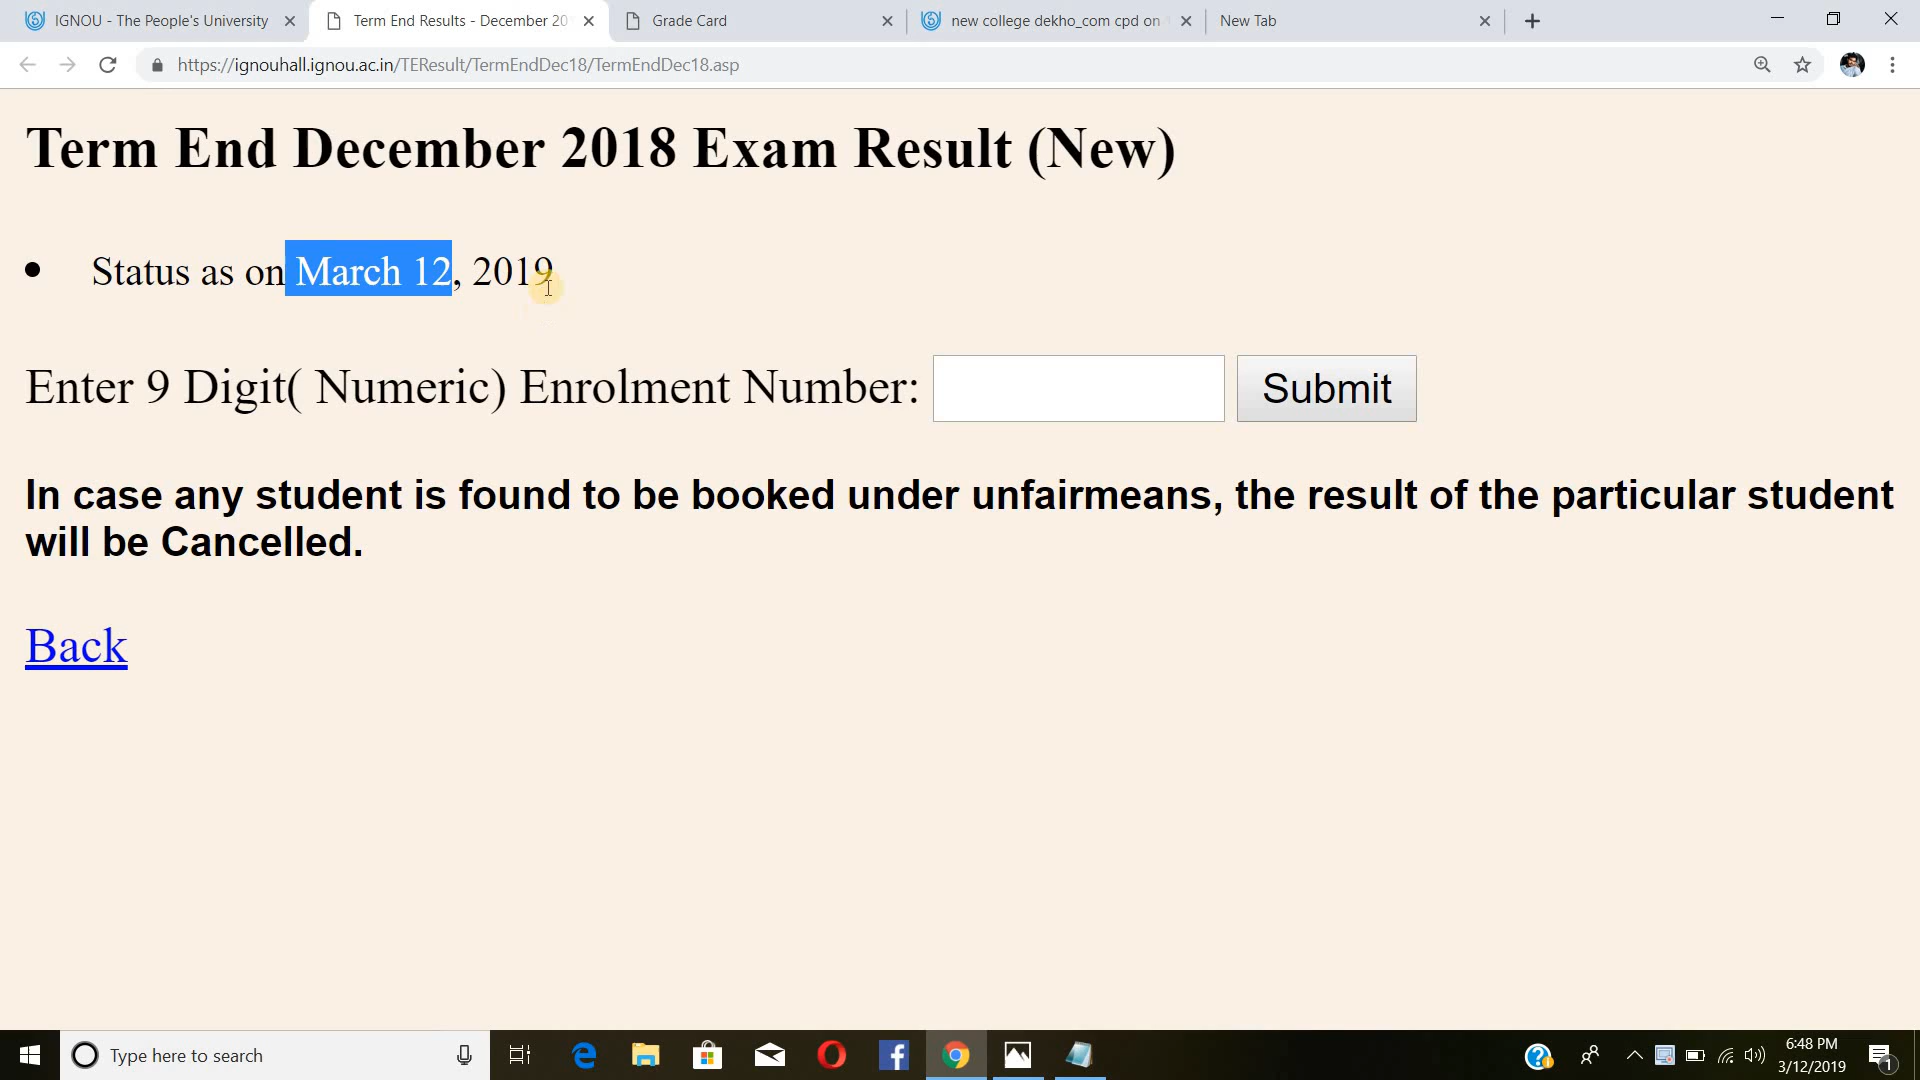 IGNOU - The People's University
Term End Results - December 20
Grade Card
new college dekho_com cpd on
New Tab
https://ignouhall.ignou.ac.in/TEResult/TermEndDec18/TermEndDec18.asp
Term End December 2018 Exam Result (New)
• Status as on March 12, 2019
Enter 9 Digit( Numeric) Enrolment Number: Submit
In case any student is found to be booked under unfairmeans, the result of the particular student
will be Cancelled.
Back
Type here to search
6:48 PM
3/12/2019
1